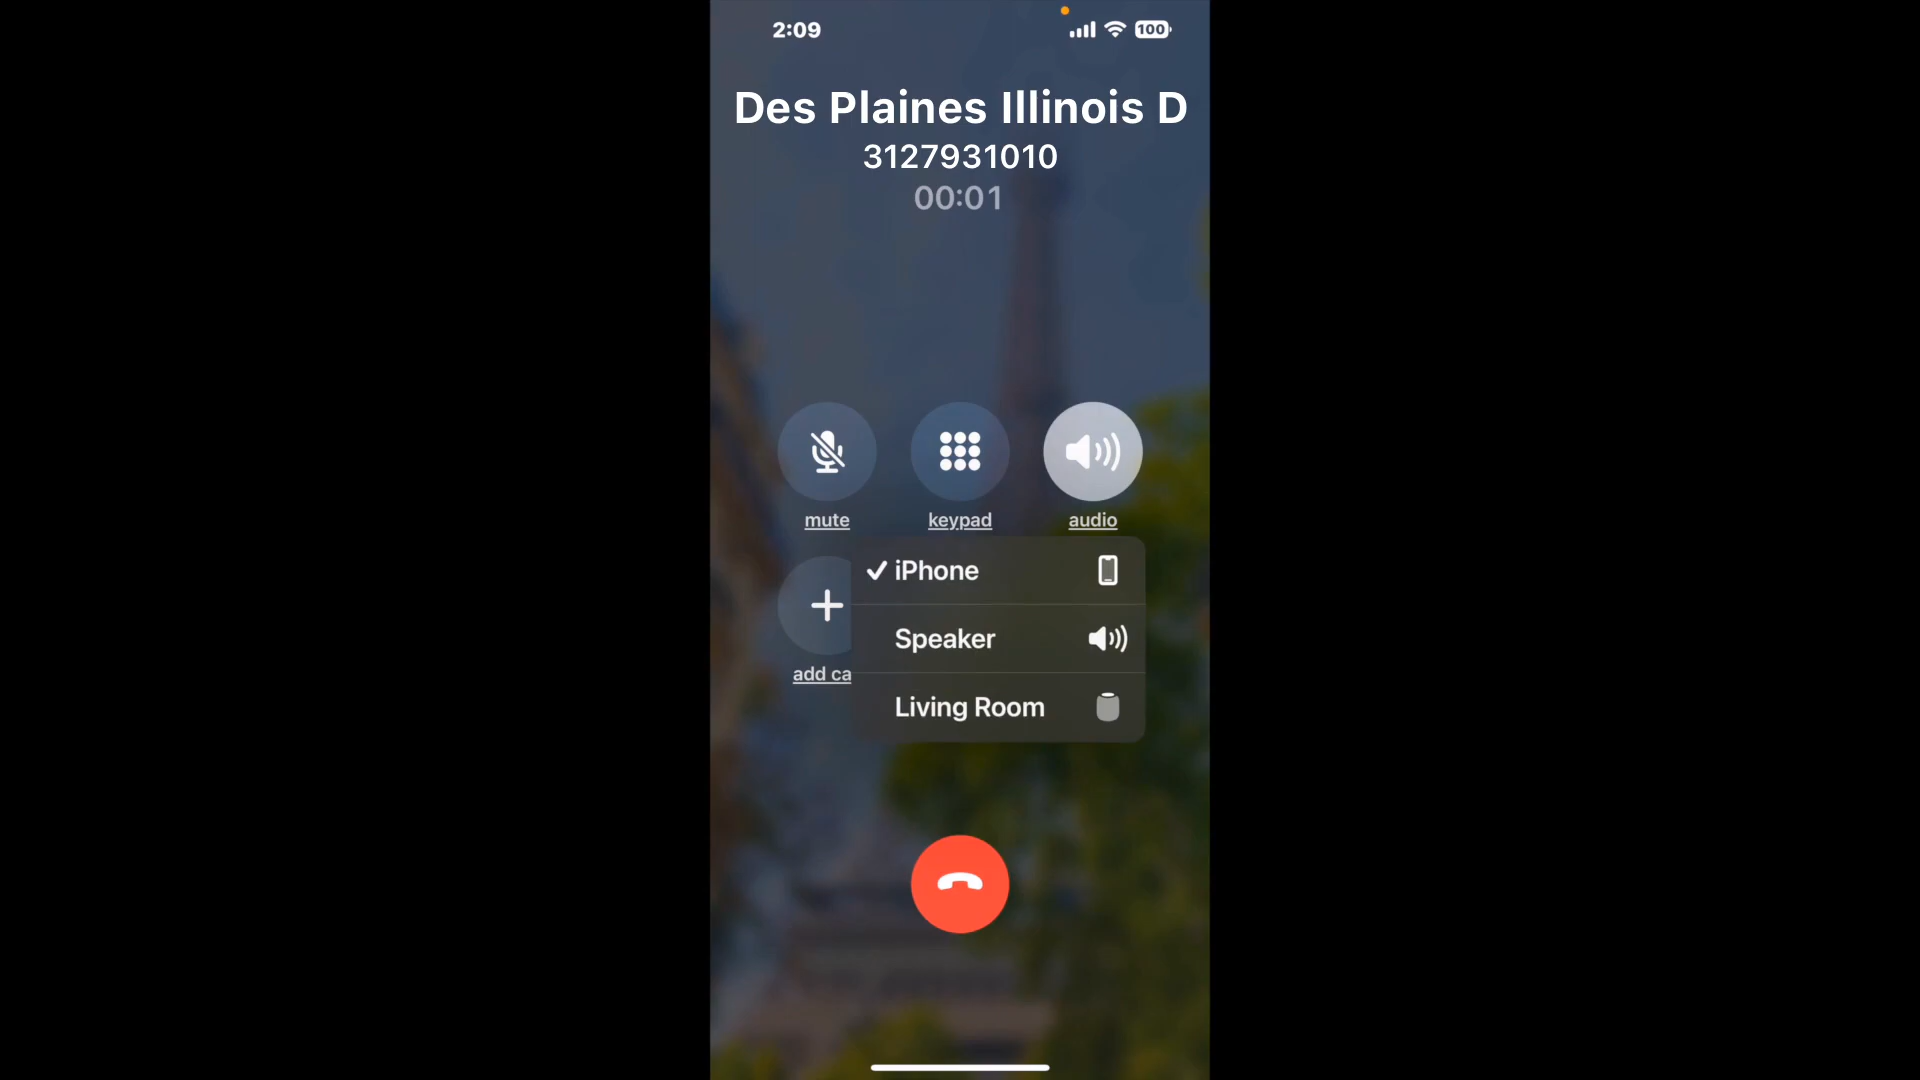 2:09
100
Des Plaines Illinois D
3127931010
00:01
mute
keypad
audio
iPhone
Speaker
add ca
Living Room